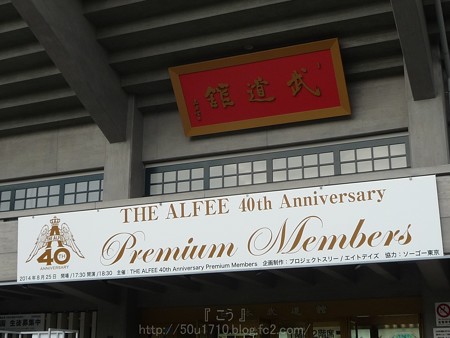 武道館
THE ALFEE 40th Anniversary
Premium Members
40
ANNIVERSARY
2014年8月25日 開場/17:30 開演/18:30 主催：THE ALFEE 40th Anniversary Premium Members 企画制作：プロジェクトスリー/エイトデイズ 協力：ソーゴー東京
『 こう 』
http://50u1710.blog.fc2.com/